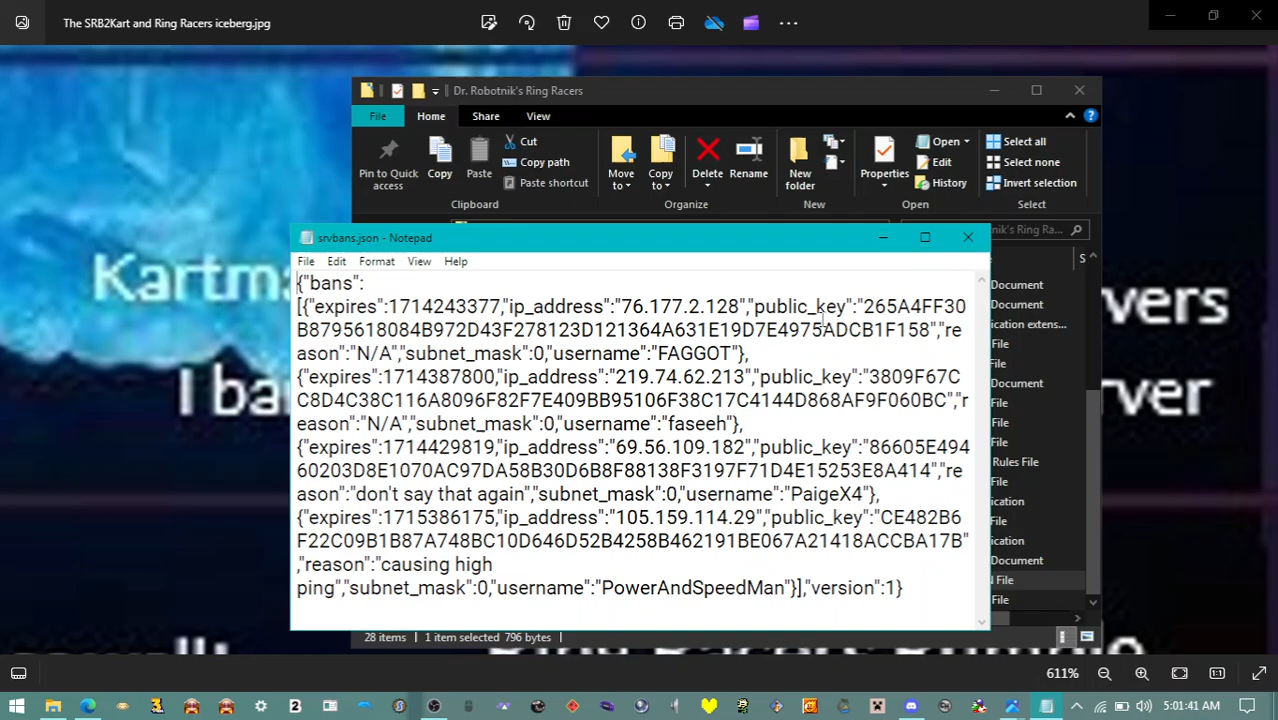 The SRB2Kart and Ring Racers iceberg.jpg
Dr. Robotnik's Ring Racers
File Home Share View
Pin to Quick access
Copy
Paste
Cut
Copy path
Paste shortcut
Move to
Copy to
Delete
Rename
New folder
Properties
Open
Edit
History
Select all
Select none
Invert selection
Clipboard Organize New Open Select
srvbans.json - Notepad
File Edit Format View Help
{"bans":
[{"expires":1714243377,"ip_address":"76.177.2.128","public_key":"265A4FF30
B8795618084B972D43F278123D121364A631E19D7E4975ADCB1F158","re
ason":"N/A","subnet_mask":0,"username":"FAGGOT"},
{"expires":1714387800,"ip_address":"219.74.62.213","public_key":"3809F67C
C8D4C38C116A8096F82F7E409BB95106F38C17C4144D868AF9F060BC","r
eason":"N/A","subnet_mask":0,"username":"faseeh"},
{"expires":1714429819,"ip_address":"69.56.109.182","public_key":"86605E494
60203D8E1070AC97DA58B30D6B8F88138F3197F71D4E15253E8A414","re
ason":"don't say that again","subnet_mask":0,"username":"PaigeX4"},
{"expires":1715386175,"ip_address":"105.159.114.29","public_key":"CE482B6
F22C09B1B87A748BC10D646D52B4258B462191BE067A21418ACCBA17B"
,"reason":"causing high
ping","subnet_mask":0,"username":"PowerAndSpeedMan"}],"version":1}
28 items 1 item selected 796 bytes
611%
5:01:41 AM